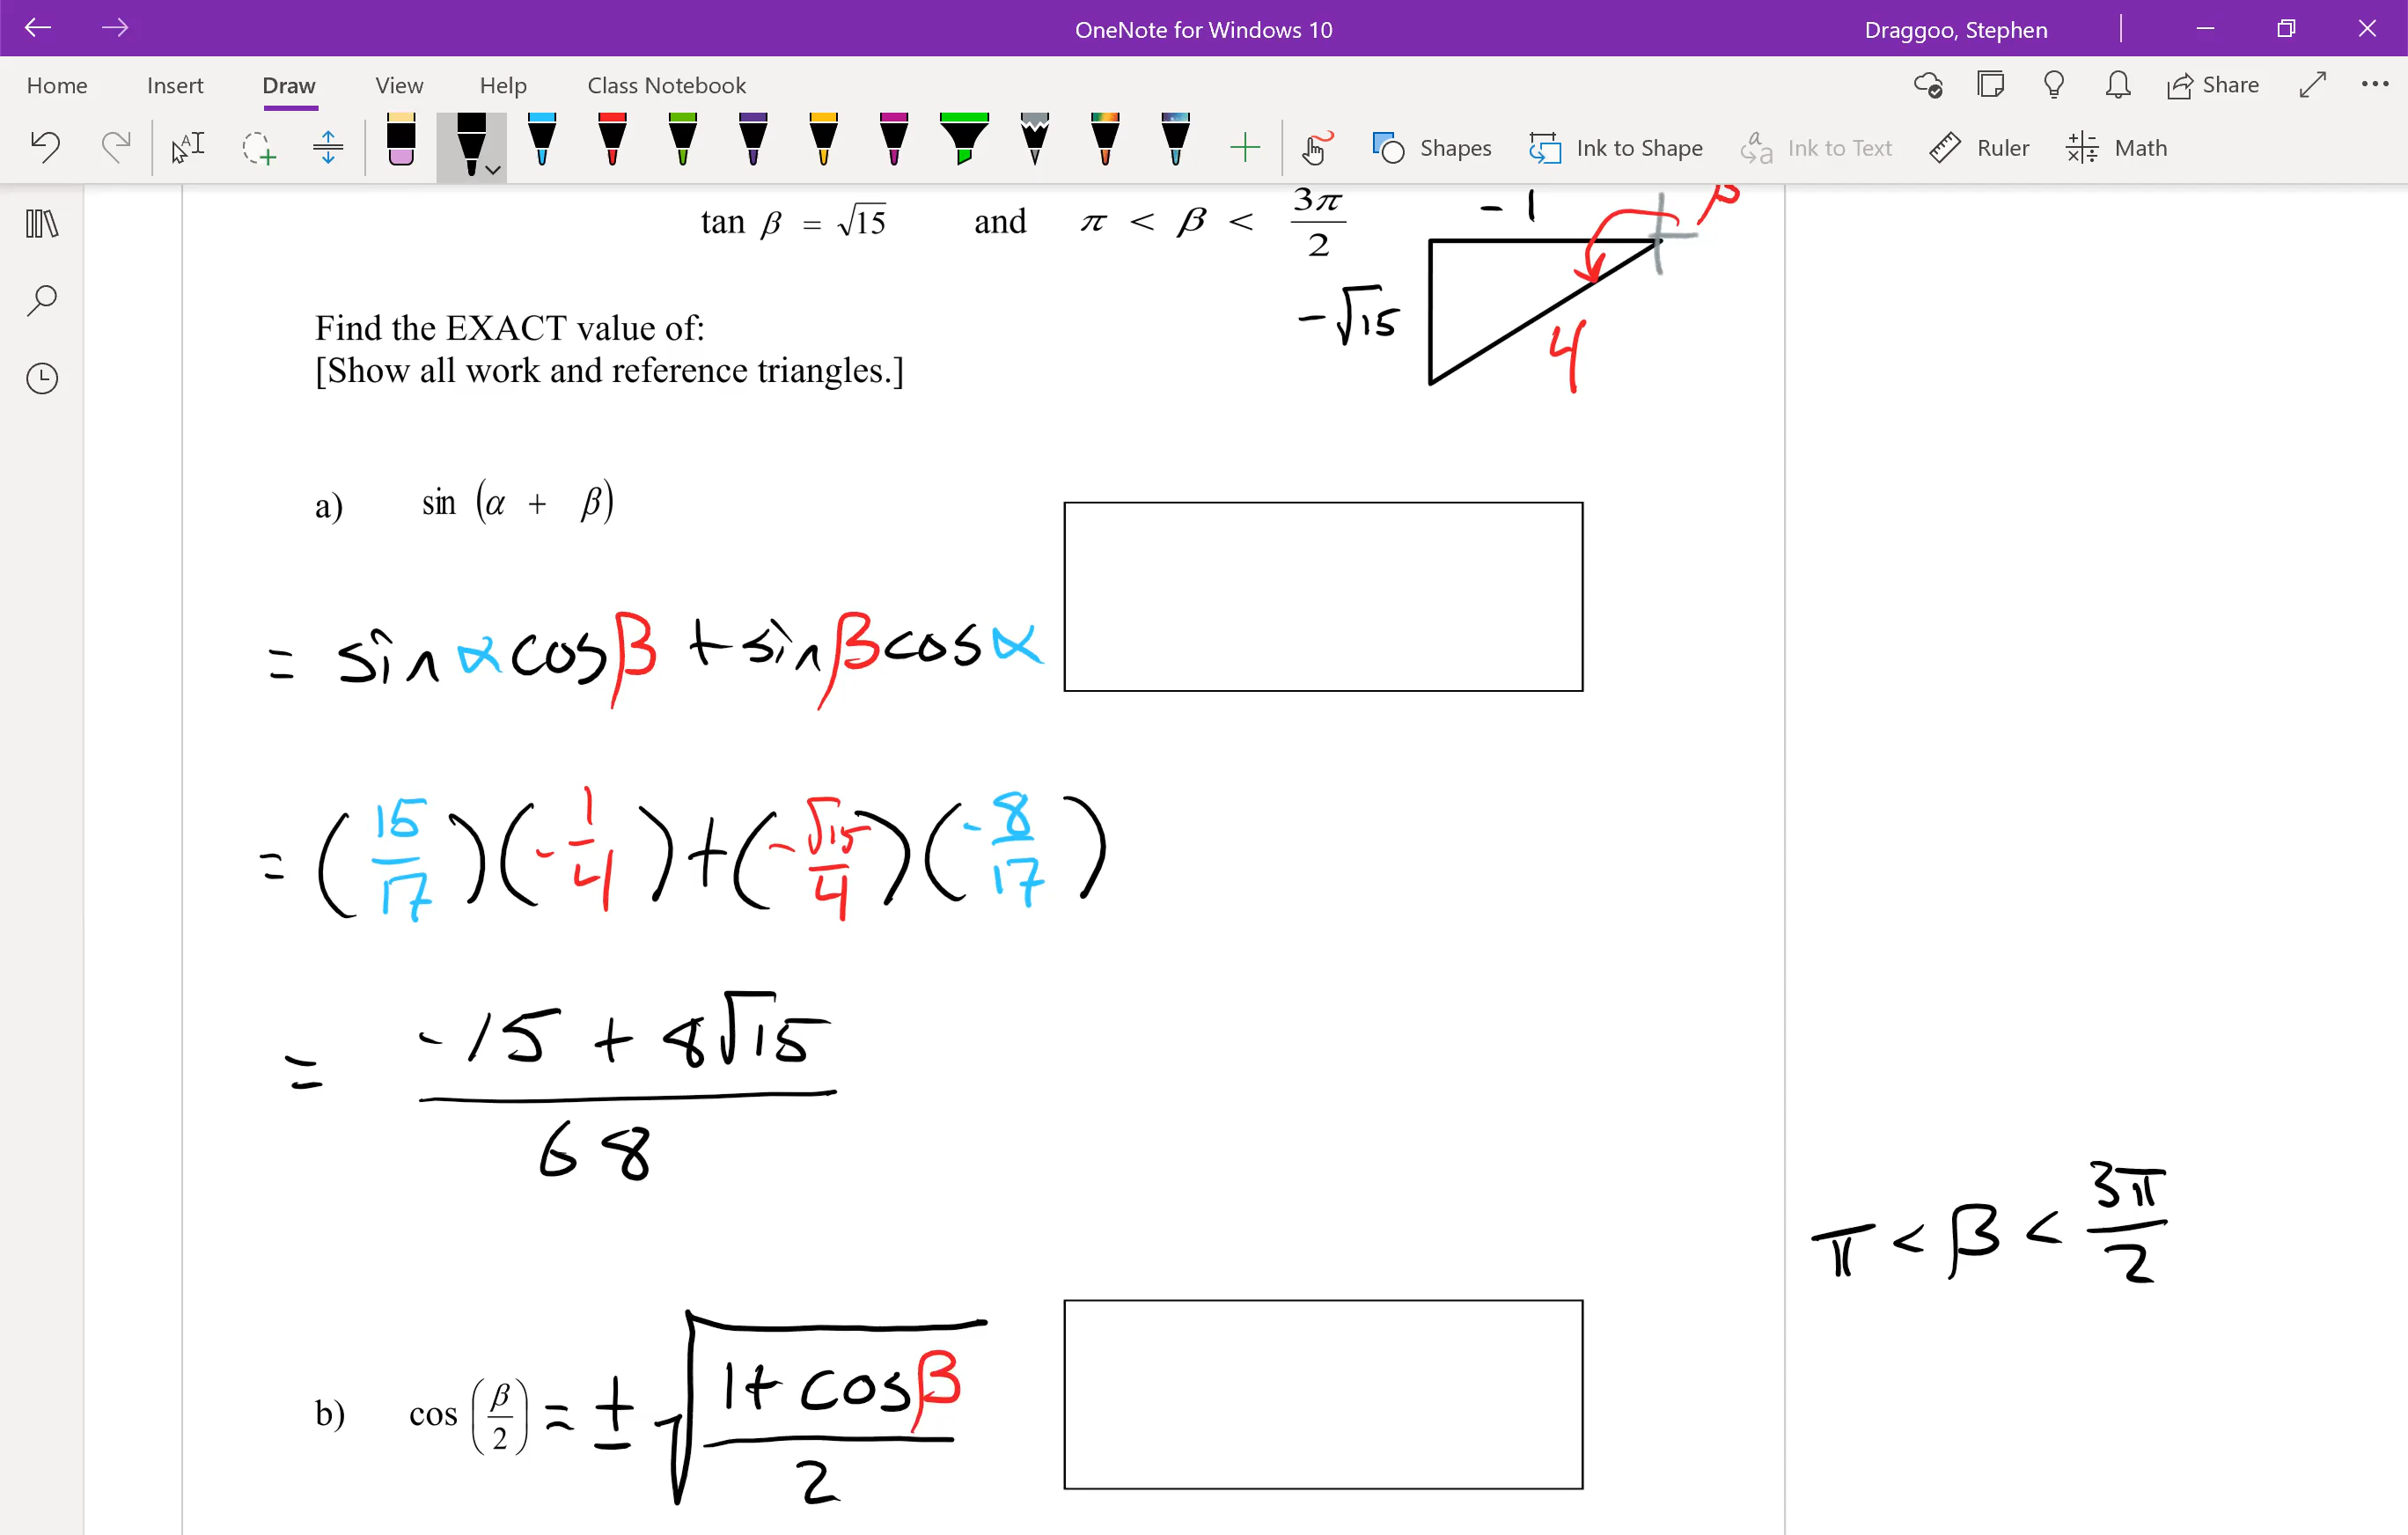 OneNote for Windows 10
Draggoo, Stephen
Home Insert Draw View Help Class Notebook
Share
Shapes Ink to Shape Ink to Text Ruler Math
tan β = √15 and π < β < 3π/2
-1
β
-√15
4
Find the EXACT value of:
[Show all work and reference triangles.]
a) sin (α + β)
= sin α cos β + sin β cos α
= (15/17)(-1/4) + (-√15/4)(-8/17)
= (-15 + 8√15)/68
π < β < 3π/2
b) cos (β/2) = ± √((1 + cos β)/2)